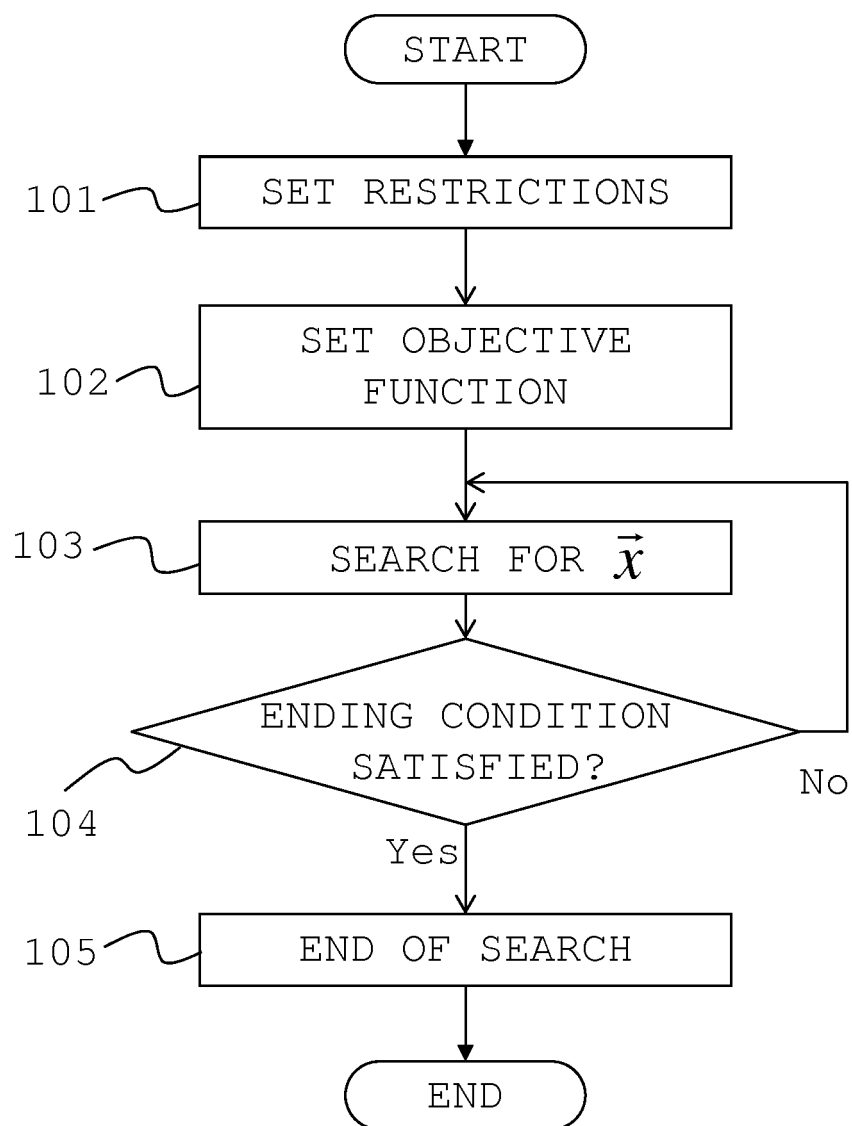 START
101
SET RESTRICTIONS
102
SET OBJECTIVE
FUNCTION
103
SEARCH FOR x⃗
ENDING CONDITION
SATISFIED?
No
104
Yes
105
END OF SEARCH
END